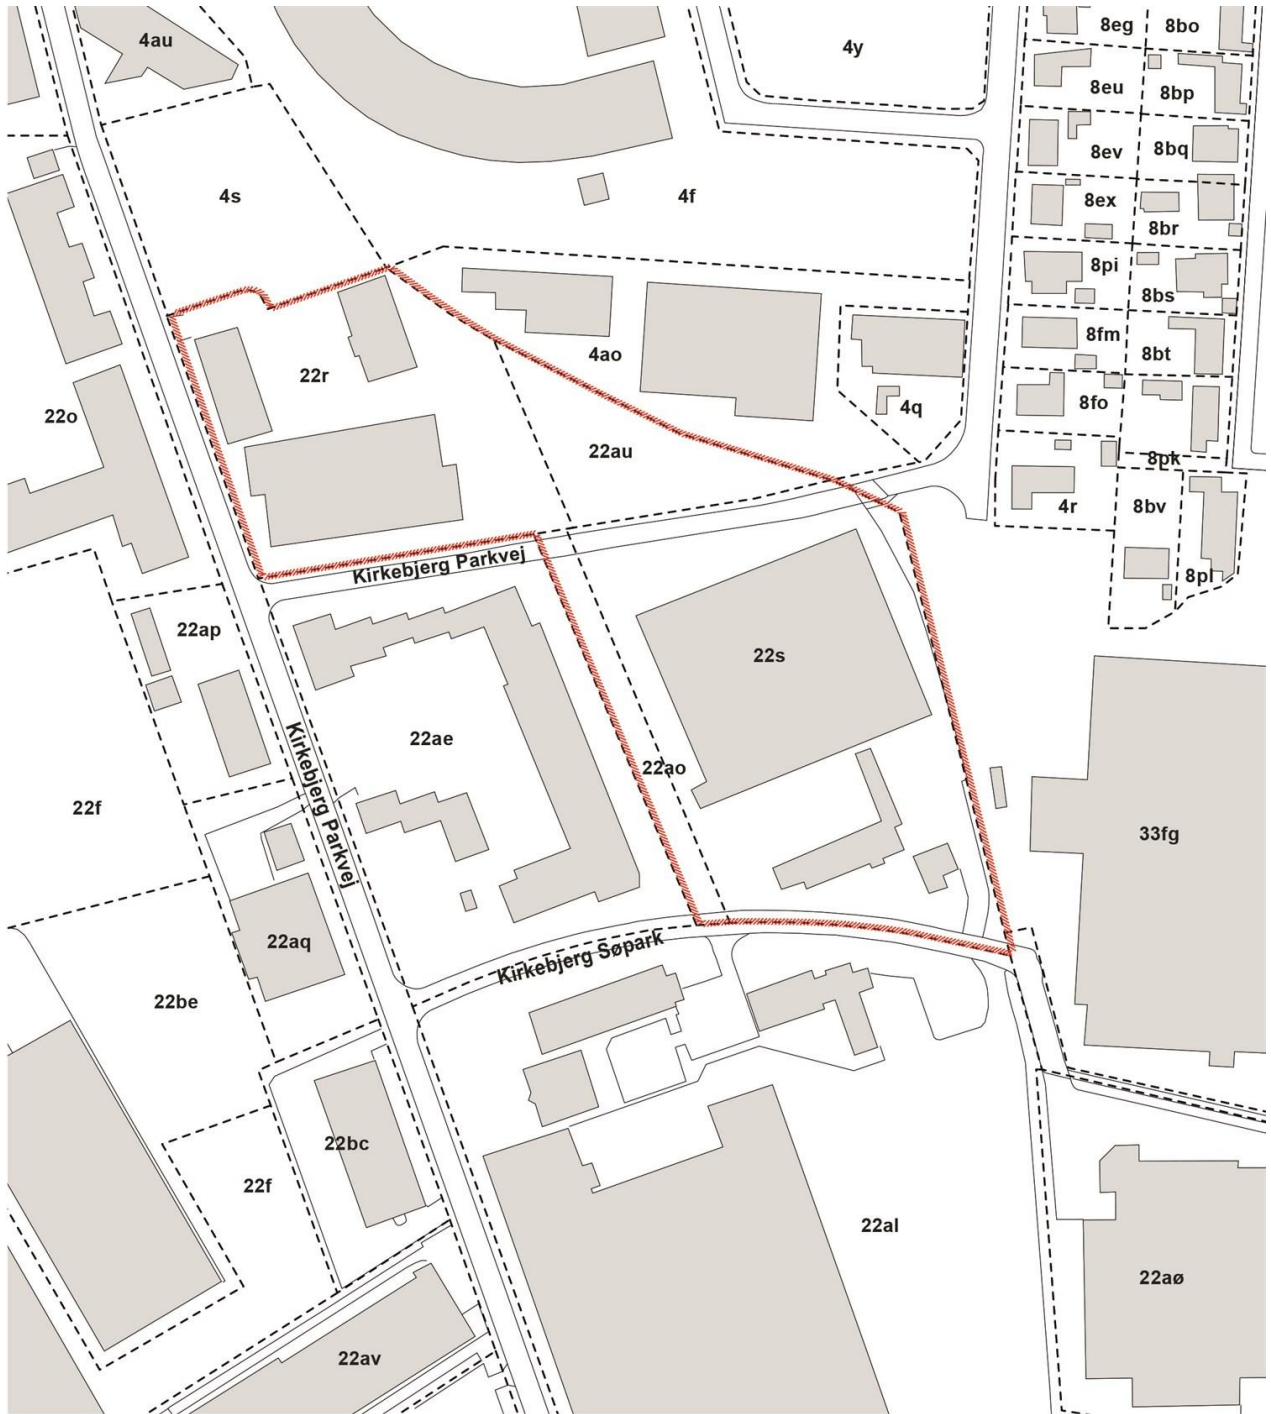 8eg
8bo
4au
4y
8eu
8bp
8ev
8bq
4s
4f
8ex
8br
8pi
8bs
8fm
8bt
4ao
22r
8fo
4q
22o
22au
8pk
4r
8bv
Kirkebjerg Parkvej
8pl
22ap
22s
22ae
Kirkebjerg Parkvej
22ao
22f
33fg
22aq
Kirkebjerg Søpark
22be
22bc
22f
22al
22aø
22av